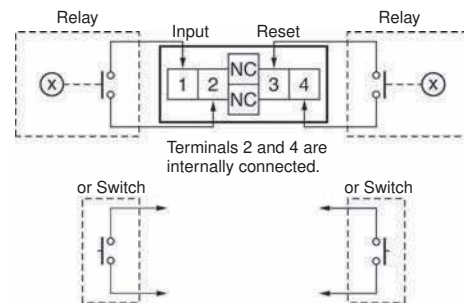 Relay
Input
Reset
Relay
X
1
2
NC
NC
3
4
X
Terminals 2 and 4 are
internally connected.
or Switch
or Switch